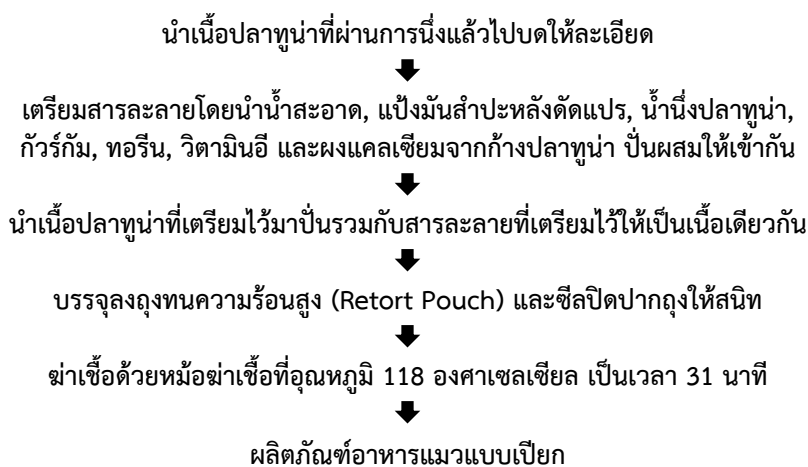 นำเนื้อปลาทูน่าที่ผ่านการนึ่งแล้วไปบดให้ละเอียด
เตรียมสารละลายโดยนำน้ำสะอาด, แป้งมันสำปะหลังดัดแปร, น้ำนึ่งปลาทูน่า,
กัวร์กัม, ทอรีน, วิตามินอี และผงแคลเซียมจากก้างปลาทูน่า ปั่นผสมให้เข้ากัน
นำเนื้อปลาทูน่าที่เตรียมไว้มาปั่นรวมกับสารละลายที่เตรียมไว้ให้เป็นเนื้อเดียวกัน
บรรจุลงถุงทนความร้อนสูง (Retort Pouch) และซีลปิดปากถุงให้สนิท
ฆ่าเชื้อด้วยหม้อฆ่าเชื้อที่อุณหภูมิ 118 องศาเซลเซียล เป็นเวลา 31 นาที
ผลิตภัณฑ์อาหารแมวแบบเปียก